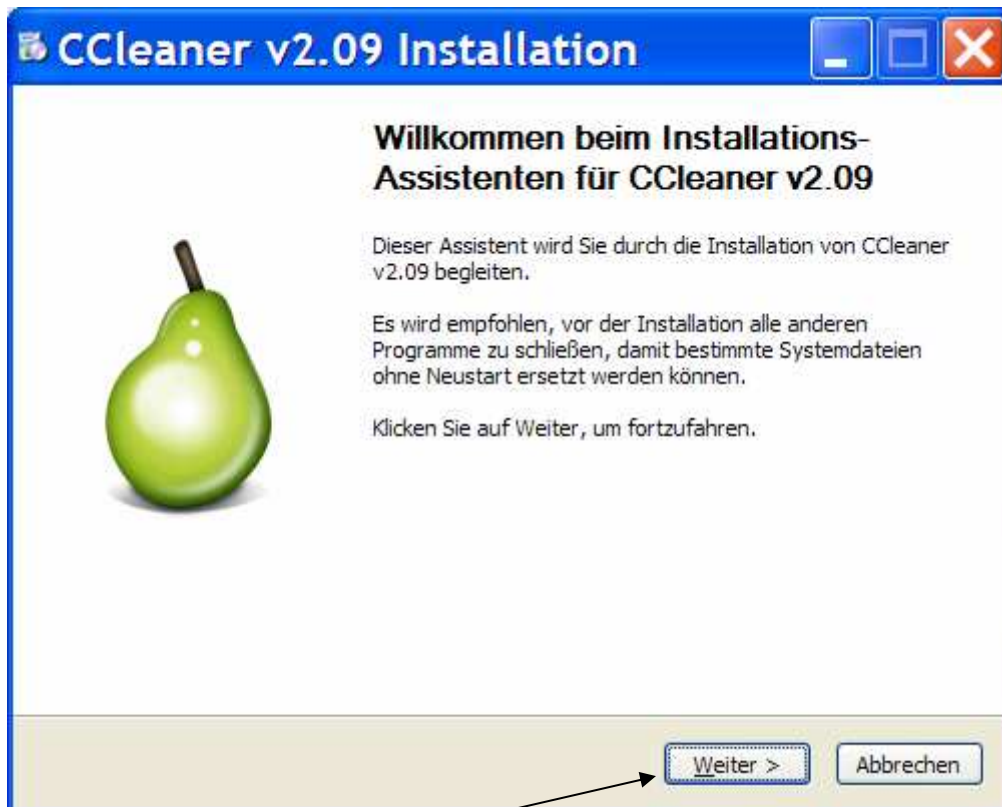 CCleaner v2.09 Installation
Willkommen beim Installations-
Assistenten für CCleaner v2.09
Dieser Assistent wird Sie durch die Installation von CCleaner
v2.09 begleiten.
Es wird empfohlen, vor der Installation alle anderen
Programme zu schließen, damit bestimmte Systemdateien
ohne Neustart ersetzt werden können.
Klicken Sie auf Weiter, um fortzufahren.
Weiter >
Abbrechen